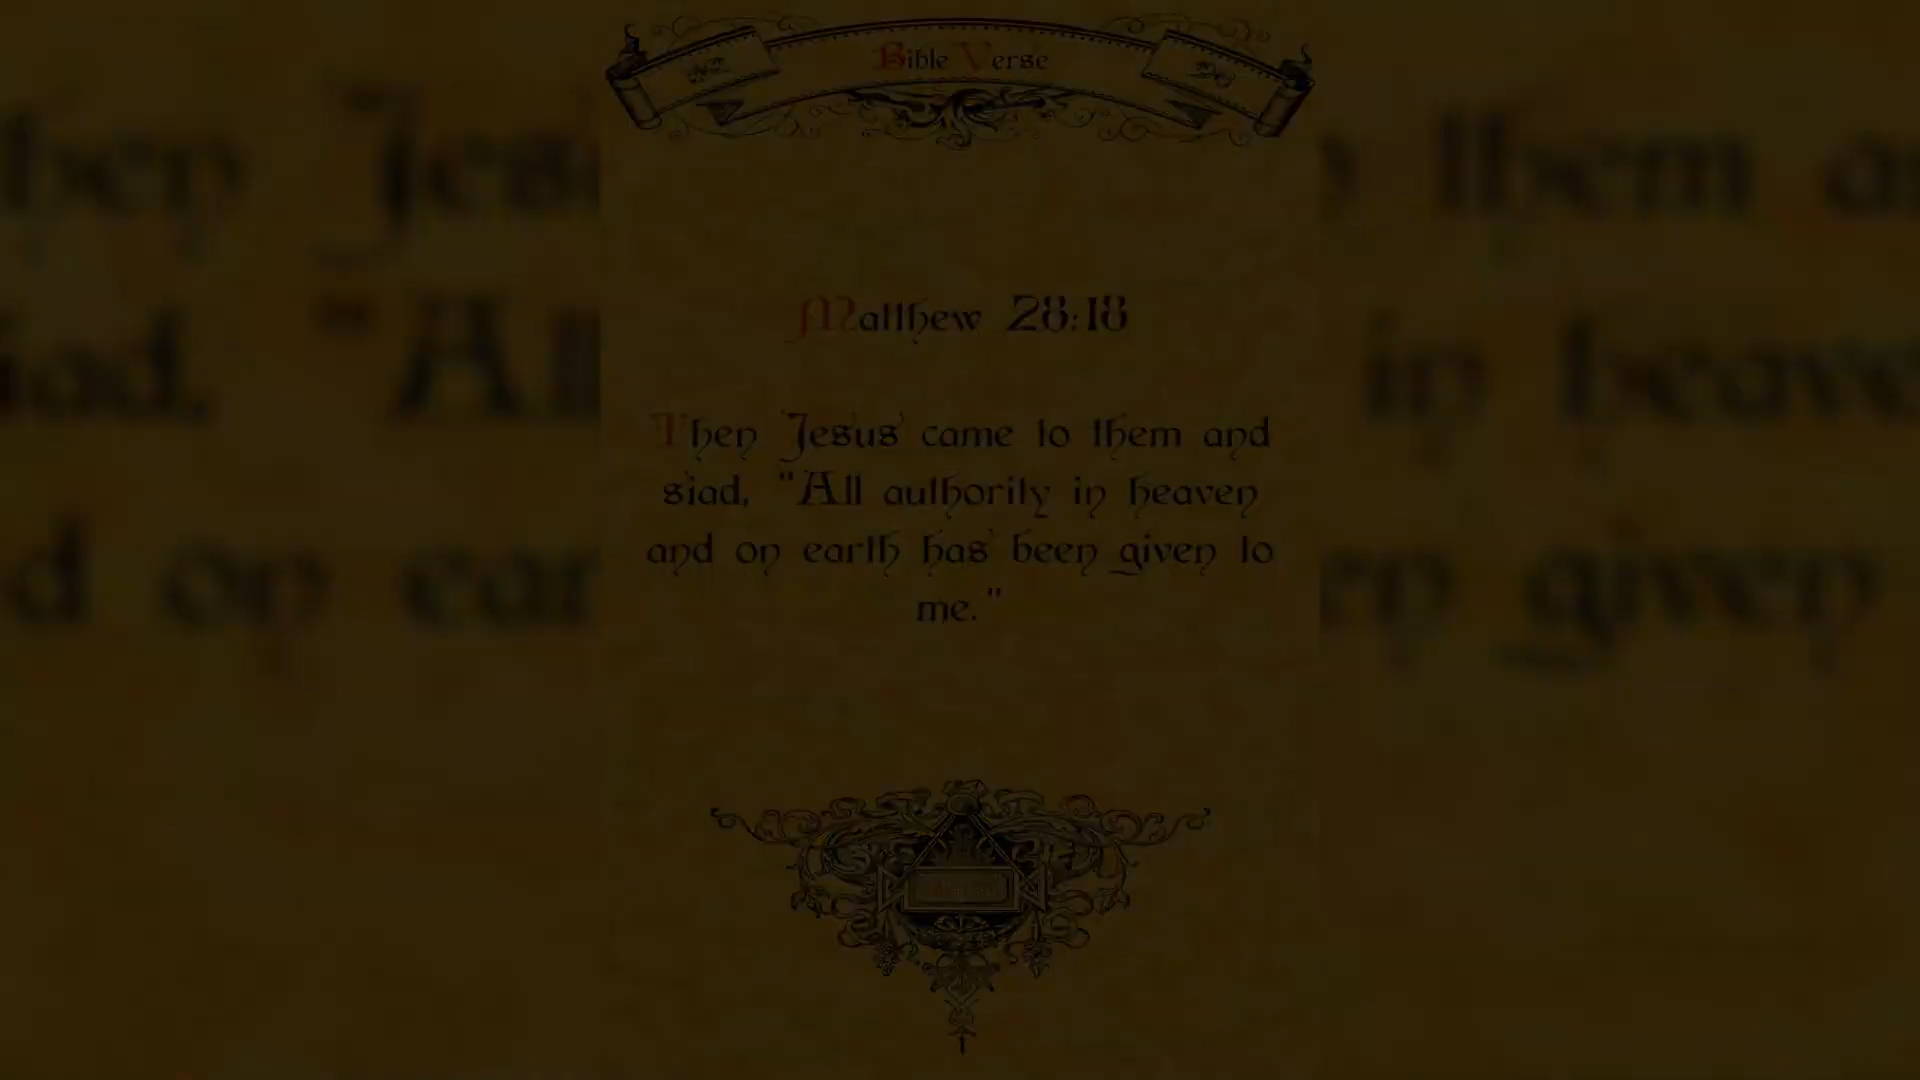 Bible Verse
Matthew 28:18
Then Jesus came to them and
siad, "All authority in heaven
and on earth has been given to
me."